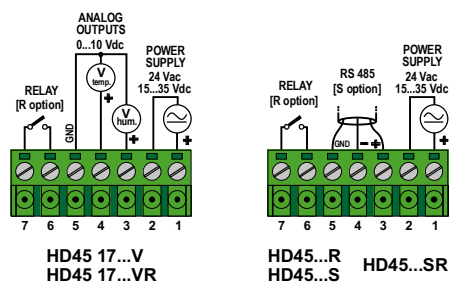 ANALOG
OUTPUTS
0...10 Vdc
POWER
SUPPLY
24 Vac
15...35 Vdc
RELAY
[R option]
GND
V
temp.
+
V
hum.
+
+
7 6 5 4 3 2 1
HD45 17...V
HD45 17...VR
POWER
SUPPLY
24 Vac
15...35 Vdc
RELAY
[R option]
RS 485
[S option]
GND
– +
+
7 6 5 4 3 2 1
HD45...R
HD45...S
HD45...SR